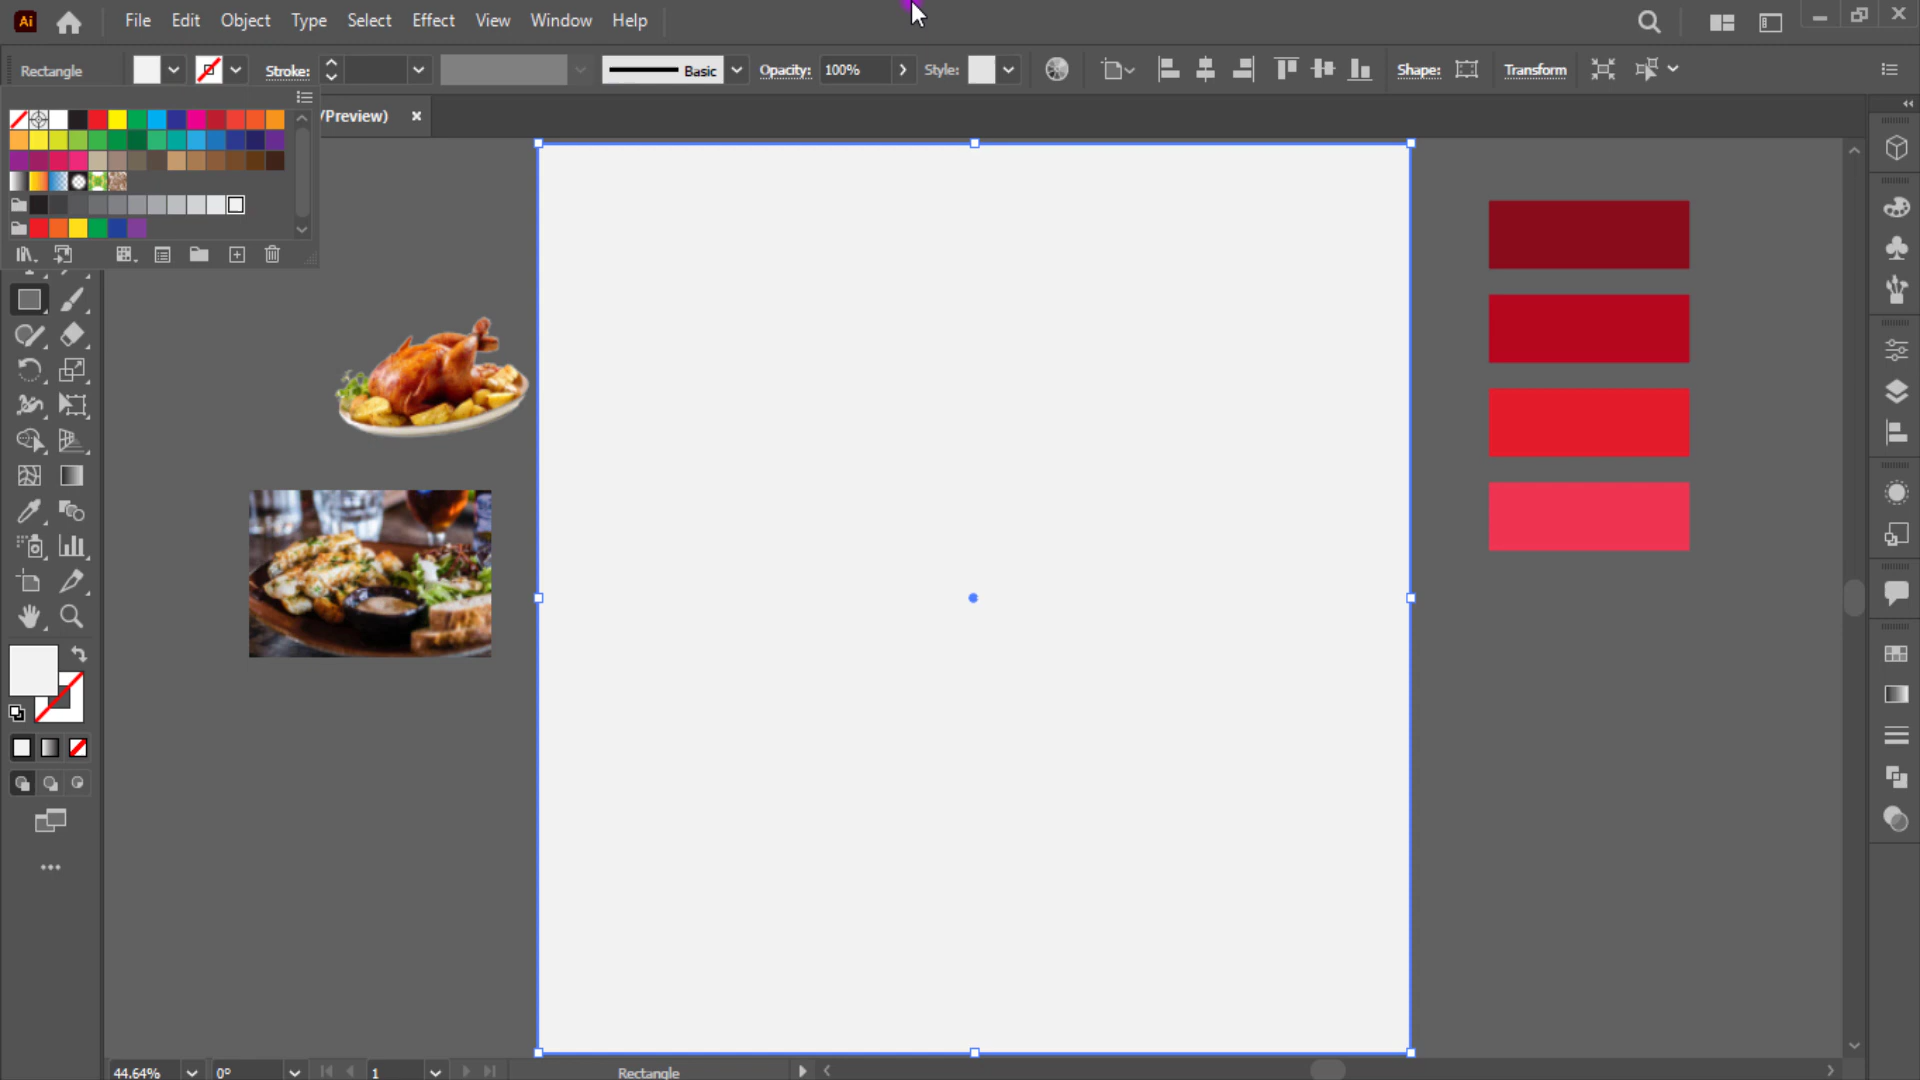 Ai File Edit Object Type Select Effect View Window Help
Rectangle Stroke: Basic Opacity: 100% Style: Shape: Transform
/Preview) ×
44.64% 0° 1 Rectangle